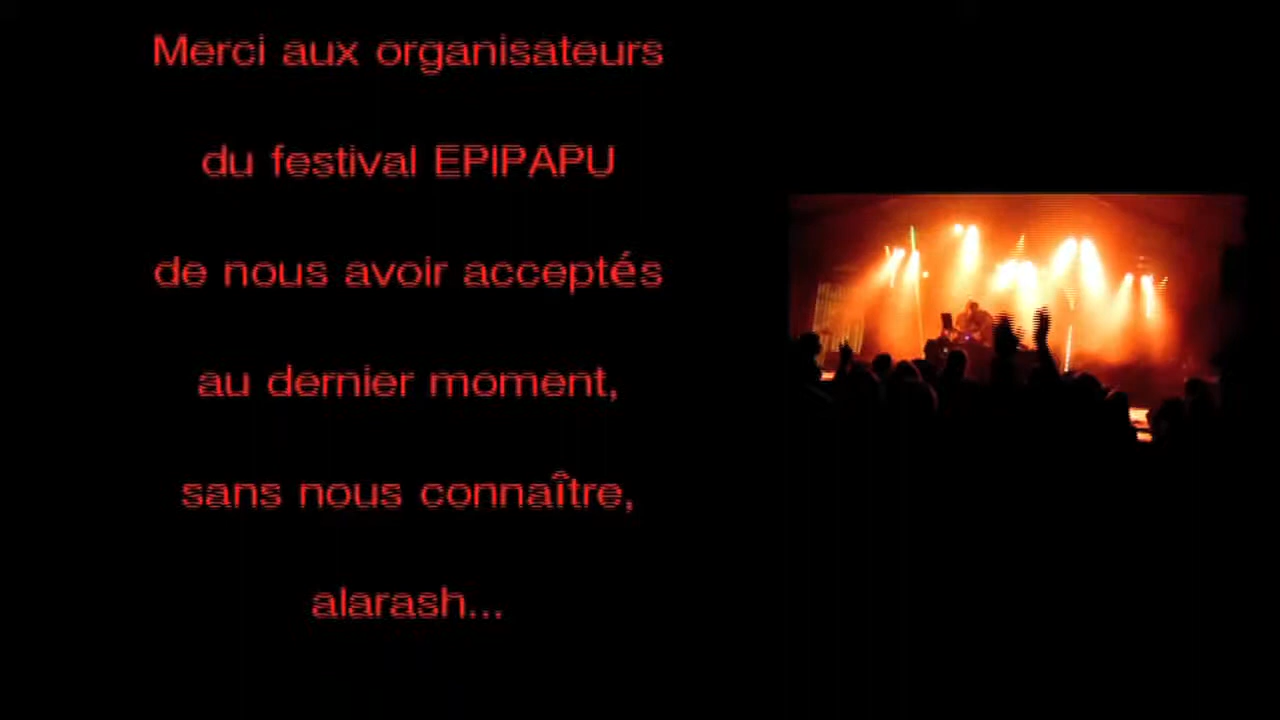 Merci aux organisateurs
du festival EPIPAPU
de nous avoir acceptés
au dernier moment,
sans nous connaître,
alarash...